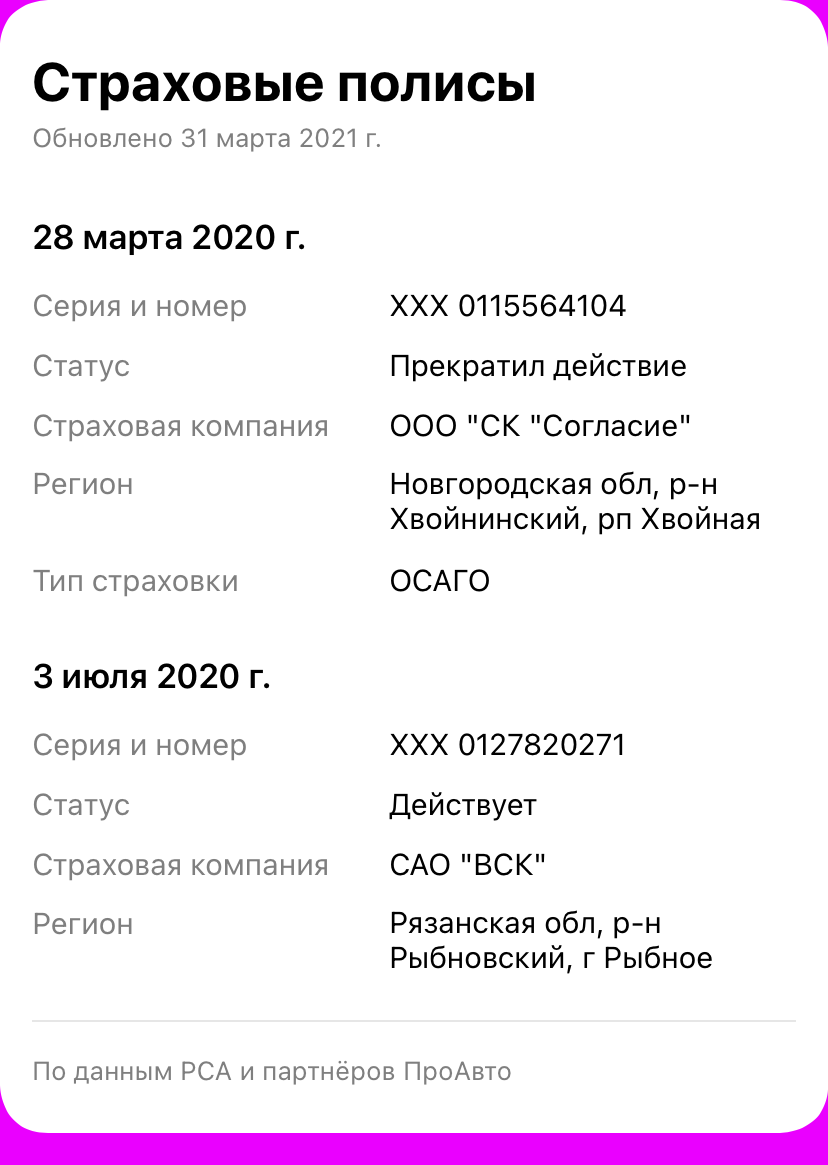 Страховые полисы
Обновлено 31 марта 2021 г.
28 марта 2020 г.
Серия и номер XXX 0115564104
Статус Прекратил действие
Страховая компания ООО "СК "Согласие"
Регион Новгородская обл, р-н
Хвойнинский, рп Хвойная
Тип страховки ОСАГО
3 июля 2020 г.
Серия и номер XXX 0127820271
Статус Действует
Страховая компания САО "ВСК"
Регион Рязанская обл, р-н
Рыбновский, г Рыбное
По данным РСА и партнёров ПроАвто